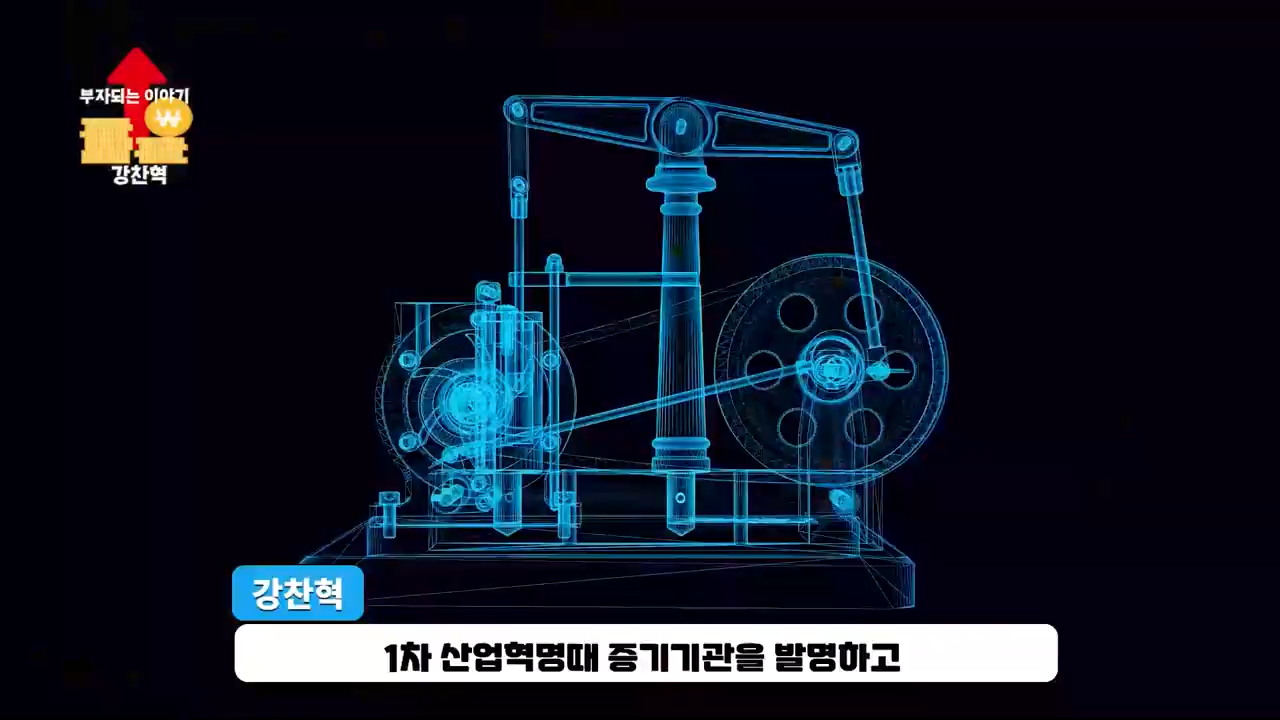 부자되는 이야기
₩
강찬혁
강찬혁
1차 산업혁명때 증기기관을 발명하고